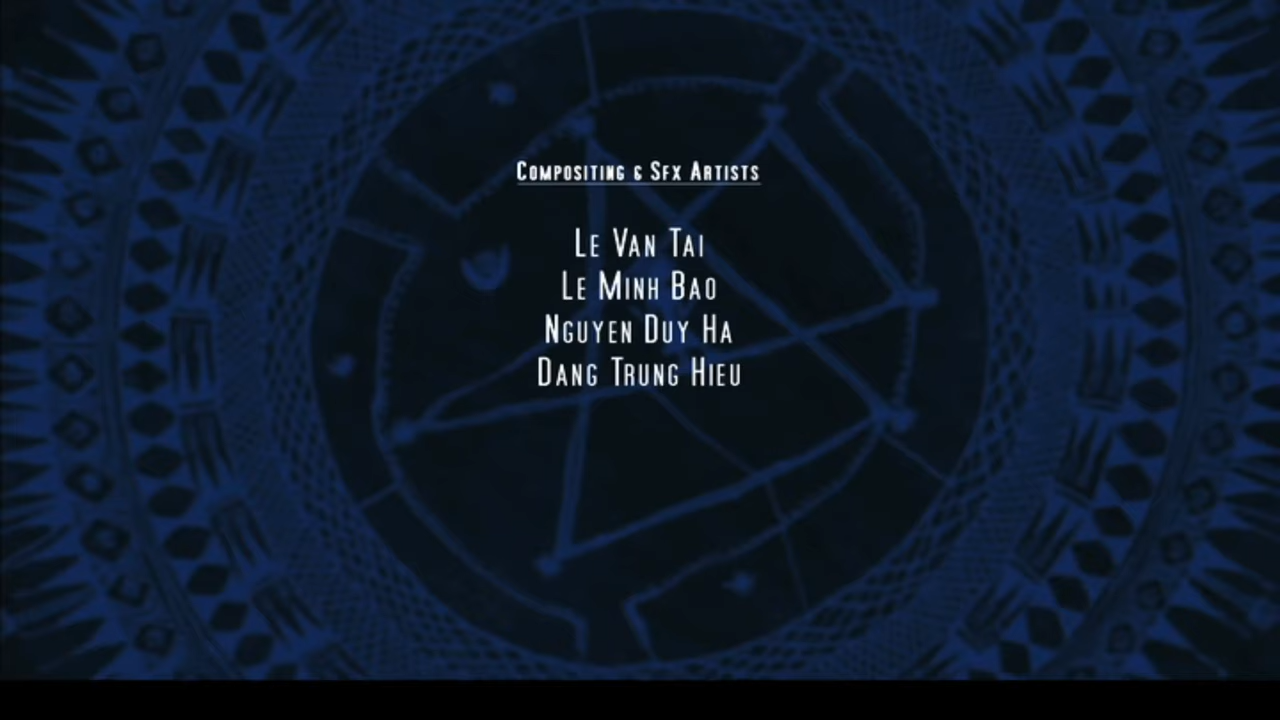 Compositing & Sfx Artists
Le Van Tai
Le Minh Bao
Nguyen Duy Ha
Dang Trung Hieu